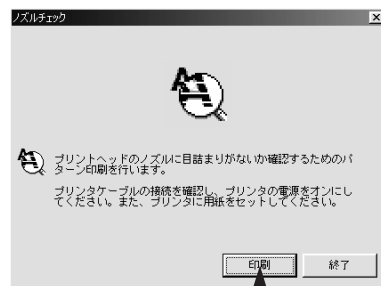 ノズルチェック
プリントヘッドのノズルに目詰まりがないか確認するためのパ
ターン印刷を行います。
プリンタケーブルの接続を確認し、プリンタの電源をオンにし
てください。また、プリンタに用紙をセットしてください。
印刷
終了